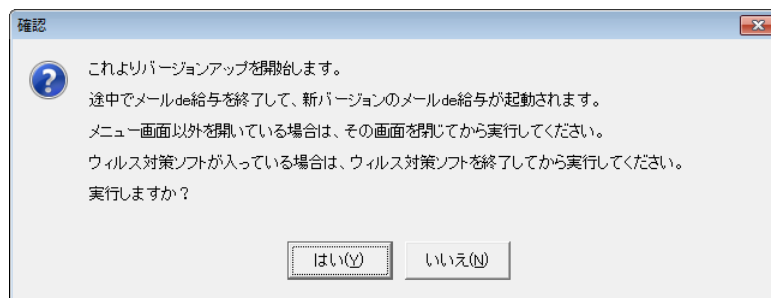 確認
これよりバージョンアップを開始します。
途中でメールde給与を終了して、新バージョンのメールde給与が起動されます。
メニュー画面以外を開いている場合は、その画面を閉じてから実行してください。
ウィルス対策ソフトが入っている場合は、ウィルス対策ソフトを終了してから実行してください。
実行しますか？
はい(Y) いいえ(N)